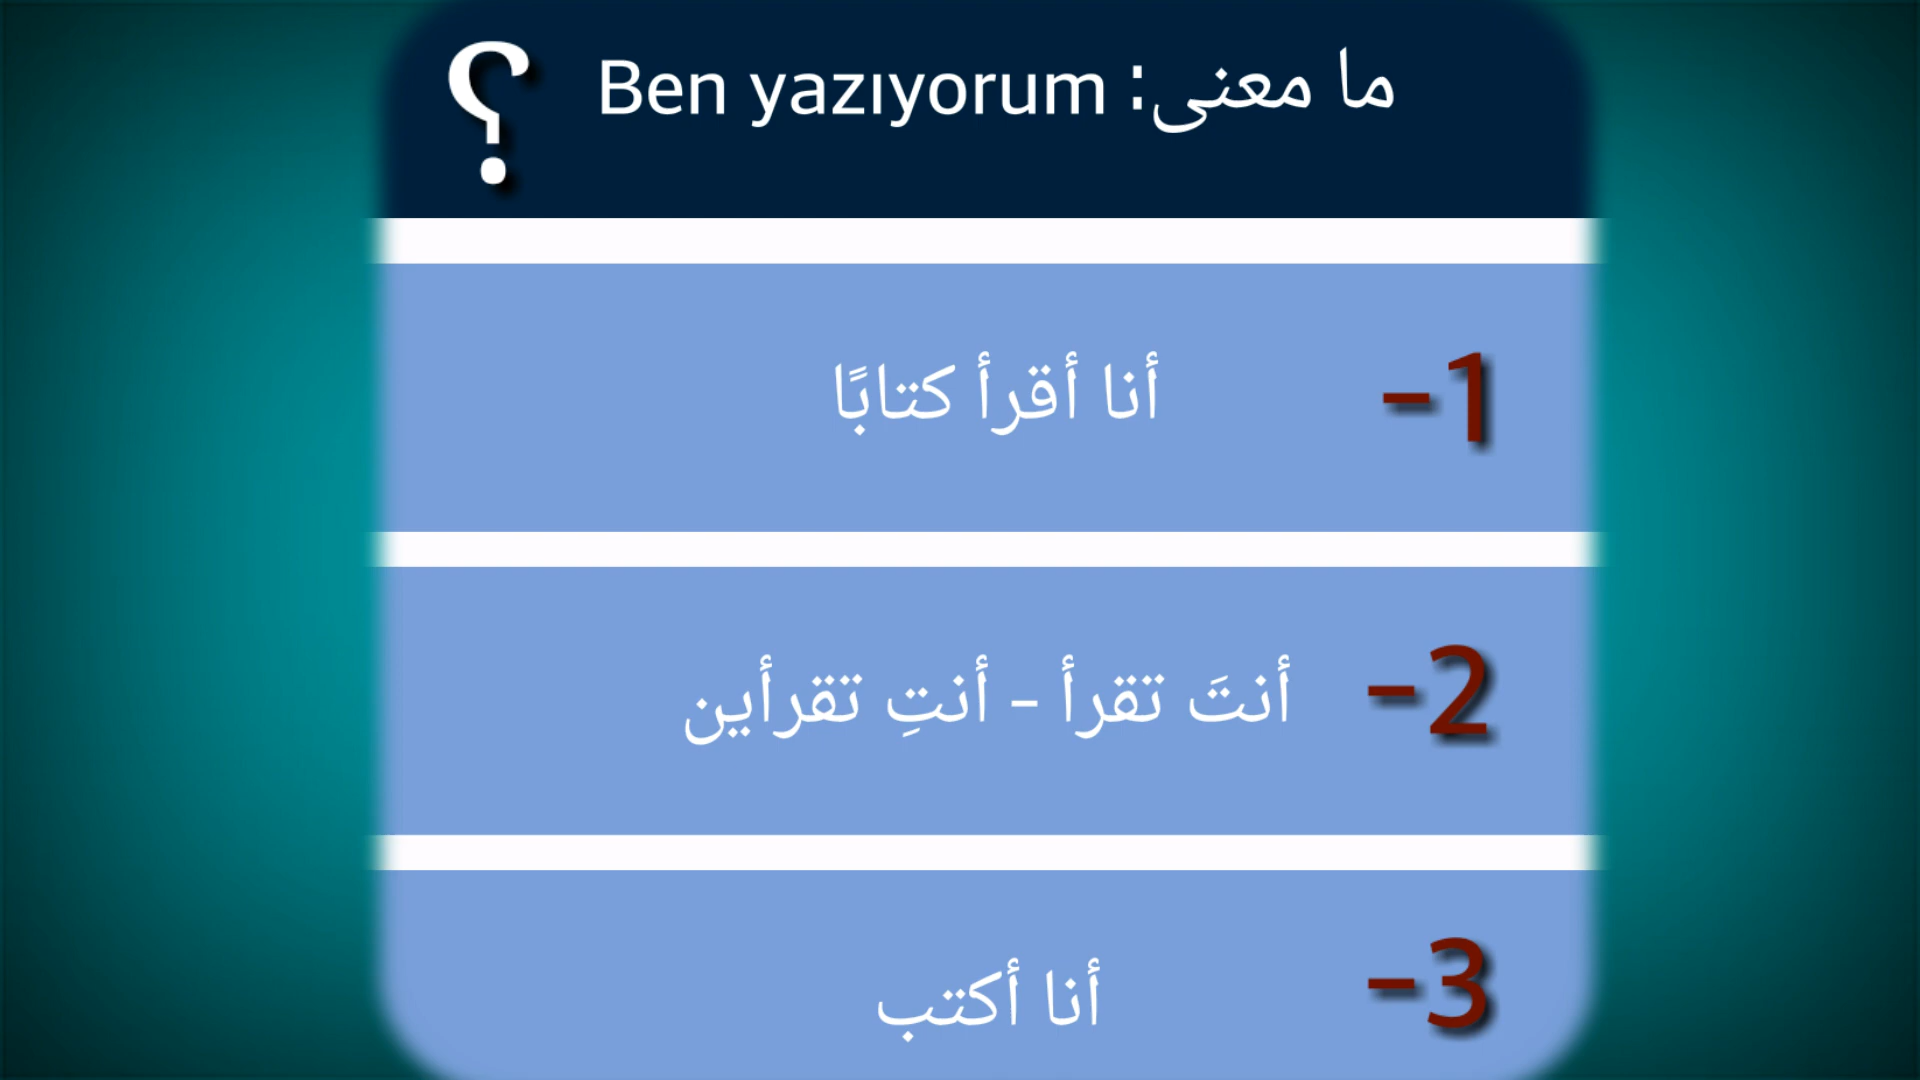 ما معنى: Ben yazıyorum ؟
1- أنا أقرأ كتابًا
2- أنتَ تقرأ - أنتِ تقرأين
3- أنا أكتب